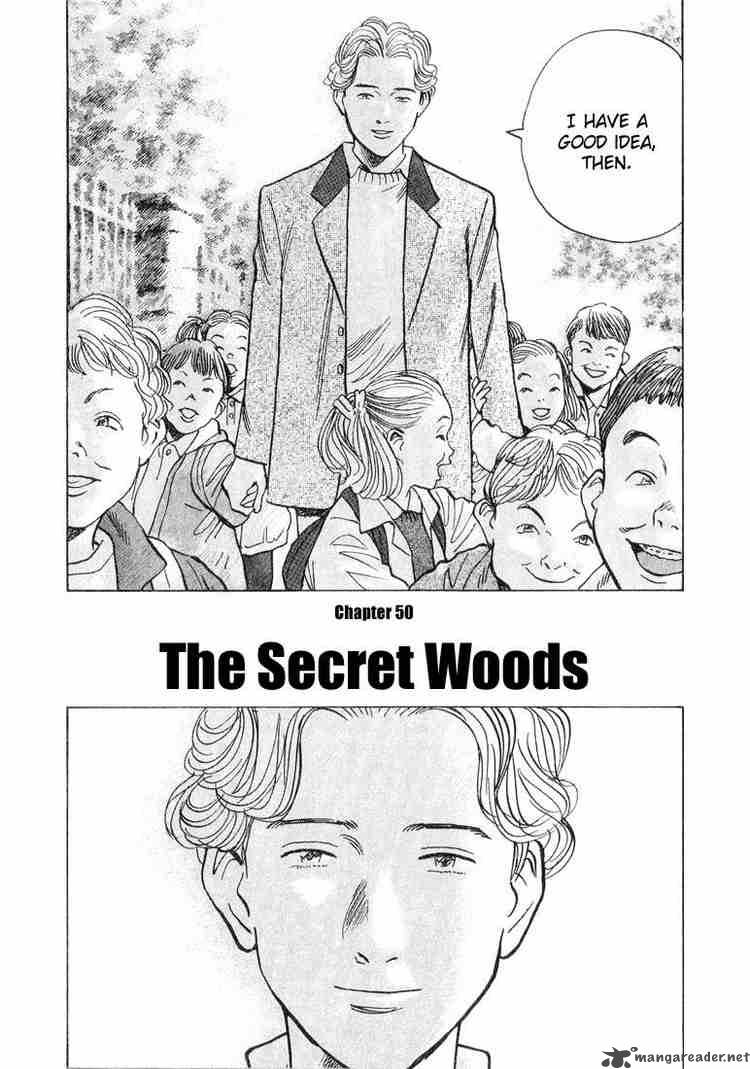 I HAVE A
GOOD IDEA,
THEN.
Chapter 50
The Secret Woods
mangareader.net